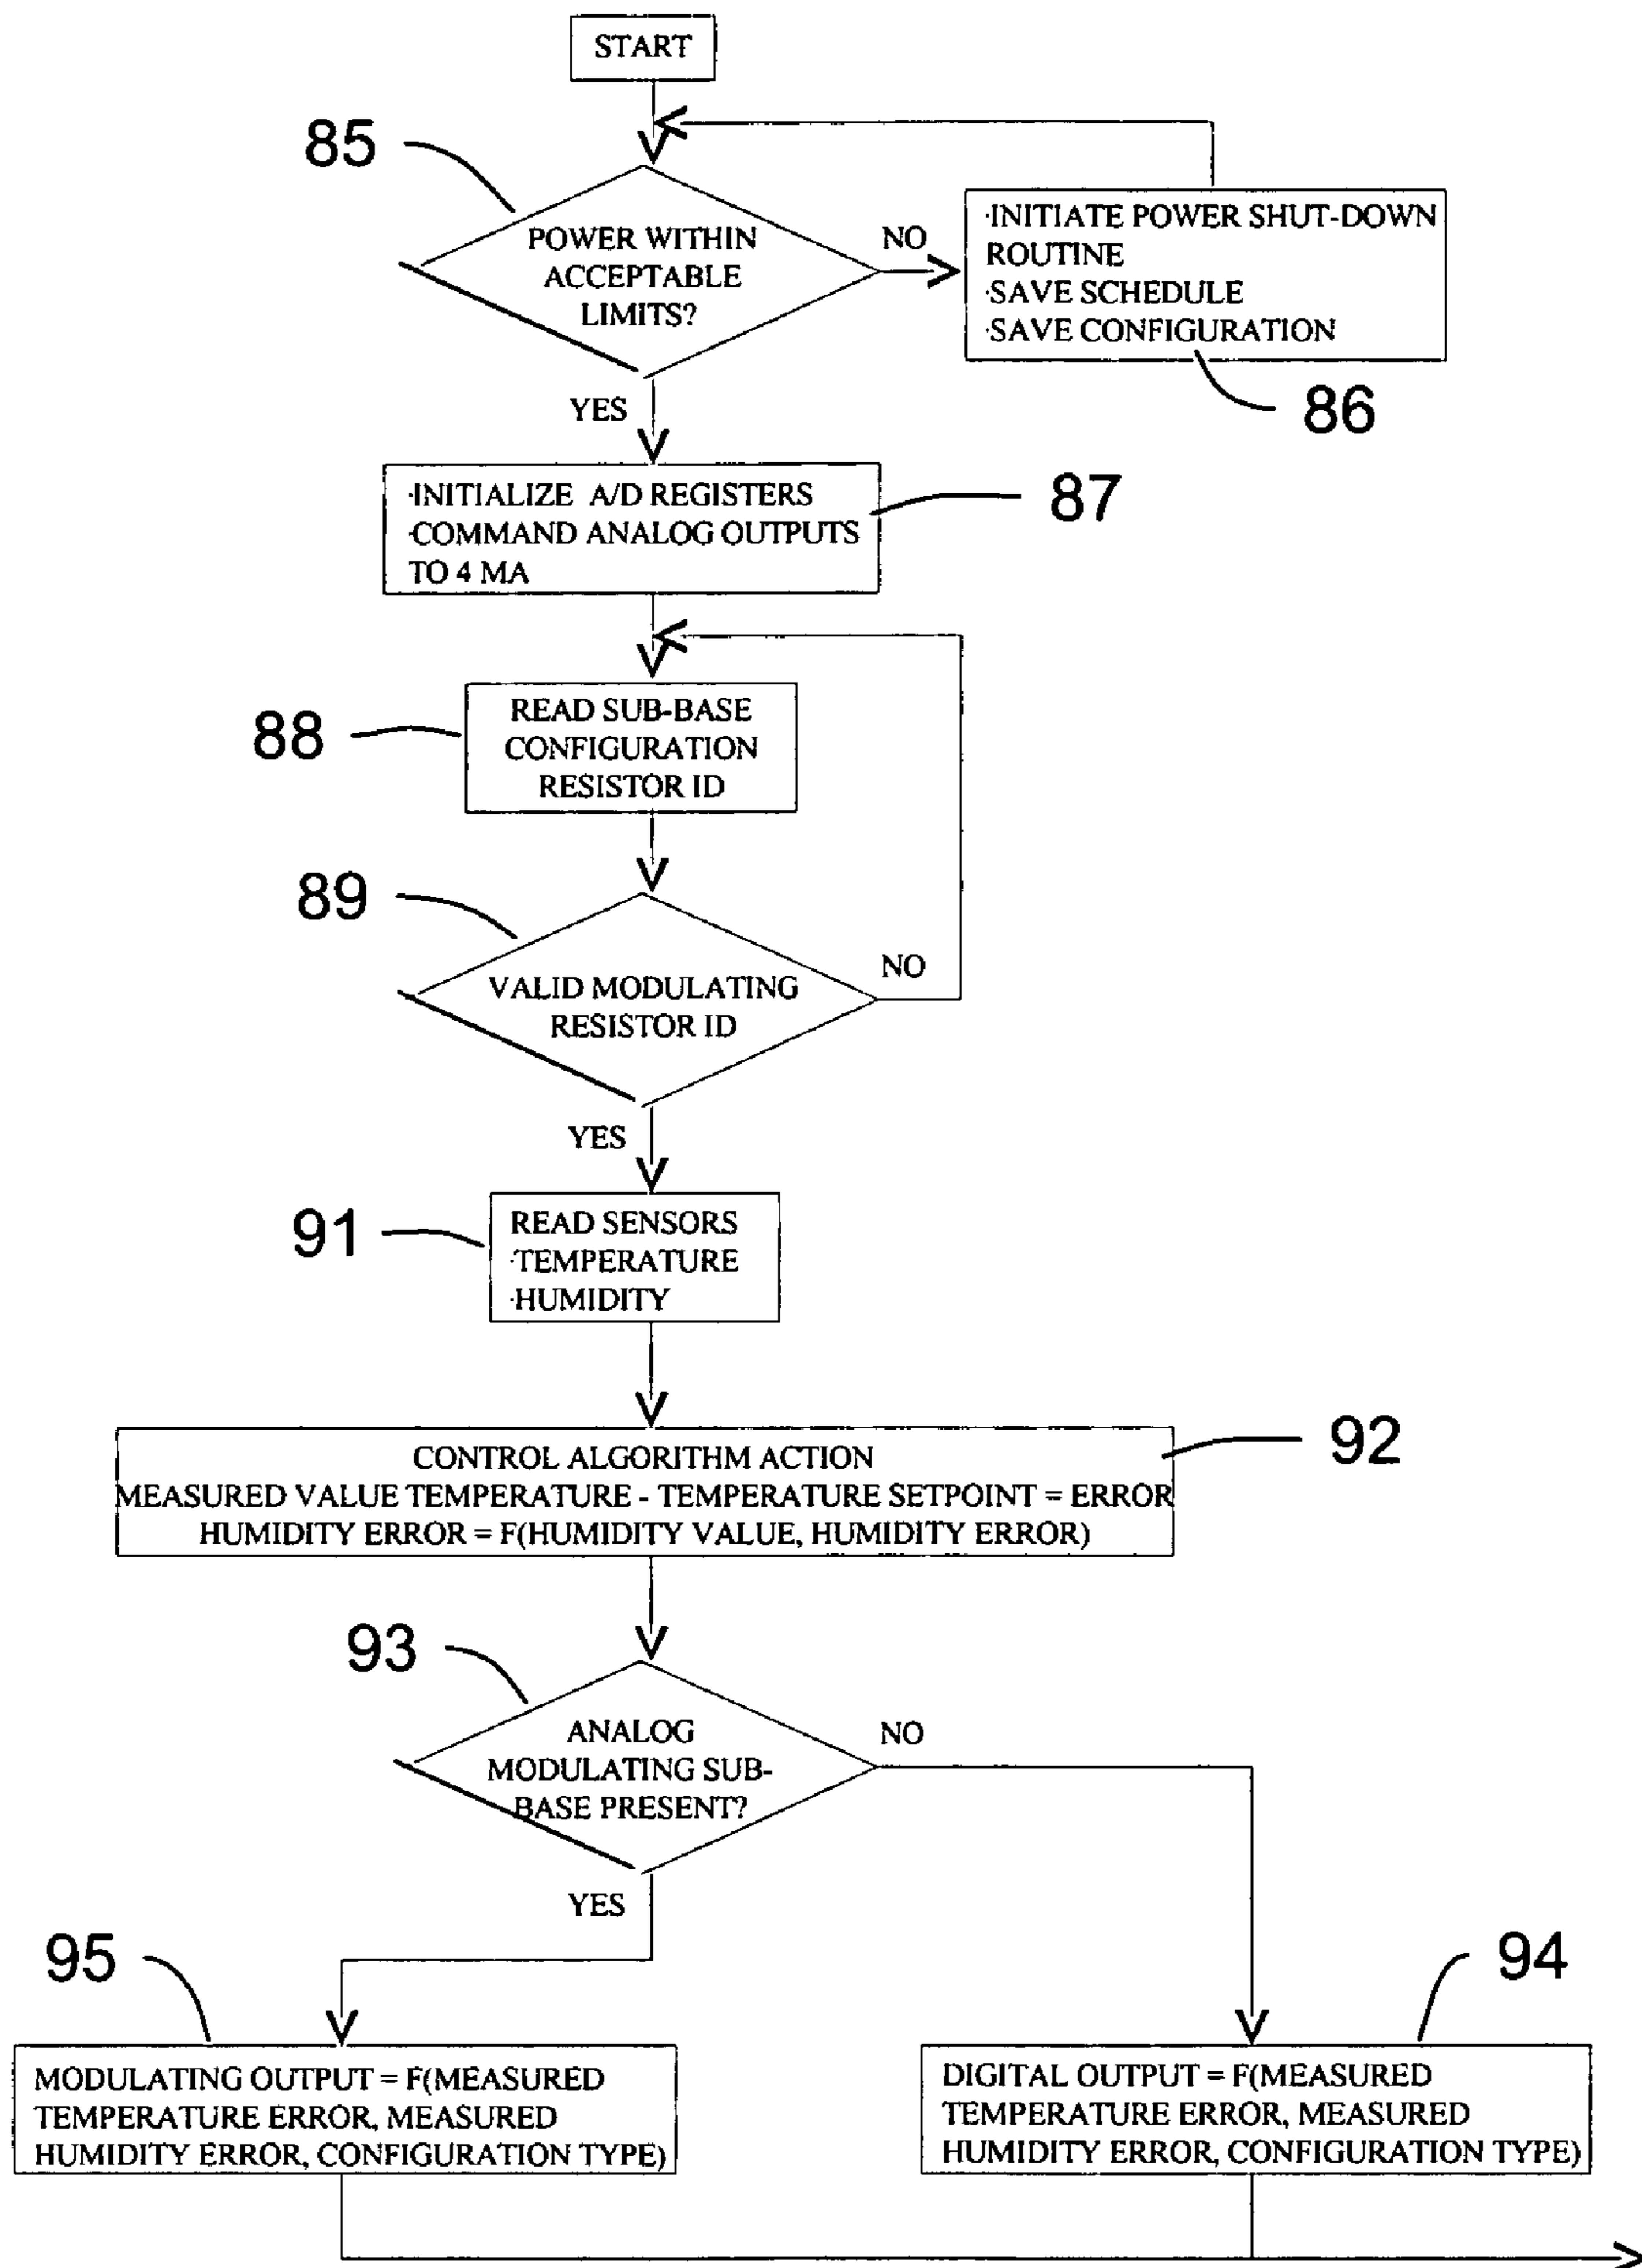 START
85
POWER WITHIN
ACCEPTABLE
LIMITS?
NO
·INITIATE POWER SHUT-DOWN
ROUTINE
·SAVE SCHEDULE
·SAVE CONFIGURATION
86
YES
·INITIALIZE A/D REGISTERS
·COMMAND ANALOG OUTPUTS
TO 4 MA
87
88
READ SUB-BASE
CONFIGURATION
RESISTOR ID
89
VALID MODULATING
RESISTOR ID
NO
YES
91
READ SENSORS
·TEMPERATURE
·HUMIDITY
92
CONTROL ALGORITHM ACTION
MEASURED VALUE TEMPERATURE - TEMPERATURE SETPOINT = ERROR
HUMIDITY ERROR = F(HUMIDITY VALUE, HUMIDITY ERROR)
93
ANALOG
MODULATING SUB-
BASE PRESENT?
NO
YES
95
MODULATING OUTPUT = F(MEASURED
TEMPERATURE ERROR, MEASURED
HUMIDITY ERROR, CONFIGURATION TYPE)
94
DIGITAL OUTPUT = F(MEASURED
TEMPERATURE ERROR, MEASURED
HUMIDITY ERROR, CONFIGURATION TYPE)